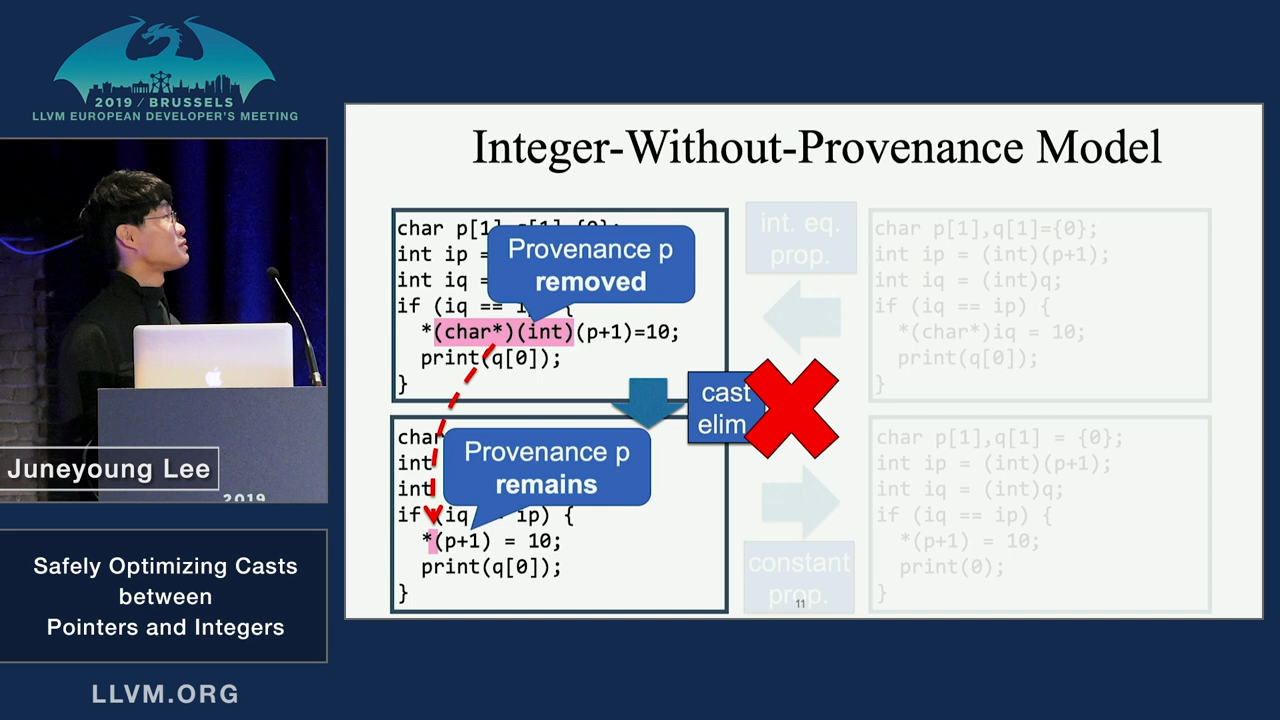 2019 / BRUSSELS
LLVM EUROPEAN DEVELOPER'S MEETING
Juneyoung Lee
2019
Safely Optimizing Casts
between
Pointers and Integers
LLVM.ORG
Integer-Without-Provenance Model
char p[1],q[1]={0};
int ip =
int iq =
if (iq == ip) {
*(char*)(int)(p+1)=10;
print(q[0]);
}
Provenance p
removed
cast
elim
char
int
int
if (iq == ip) {
*(p+1) = 10;
print(q[0]);
}
Provenance p
remains
int. eq.
prop.
char p[1],q[1]={0};
int ip = (int)(p+1);
int iq = (int)q;
if (iq == ip) {
*(char*)iq = 10;
print(q[0]);
}
constant
prop.
char p[1],q[1] = {0};
int ip = (int)(p+1);
int iq = (int)q;
if (iq == ip) {
*(p+1) = 10;
print(0);
}
11